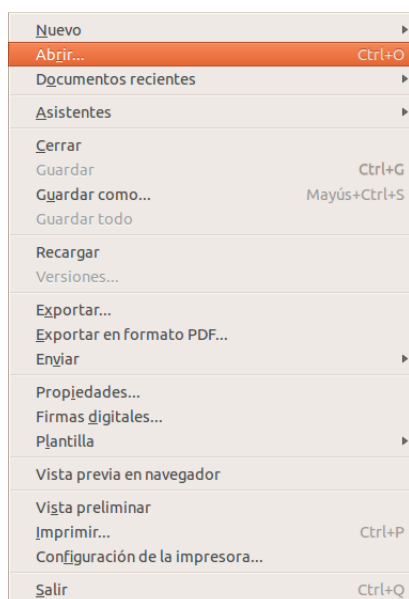 Nuevo
Abrir... Ctrl+O
Documentos recientes
Asistentes
Cerrar
Guardar Ctrl+G
Guardar como... Mayús+Ctrl+S
Guardar todo
Recargar
Versiones...
Exportar...
Exportar en formato PDF...
Enviar
Propiedades...
Firmas digitales...
Plantilla
Vista previa en navegador
Vista preliminar
Imprimir... Ctrl+P
Configuración de la impresora...
Salir Ctrl+Q